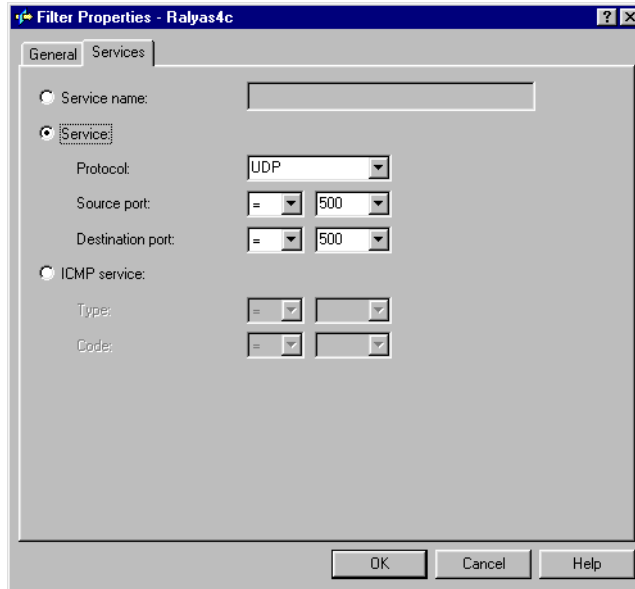 Filter Properties - Ralyas4c
General Services
Service name:
Service:
Protocol: UDP
Source port: = 500
Destination port: = 500
ICMP service:
Type: =
Code: =
OK Cancel Help